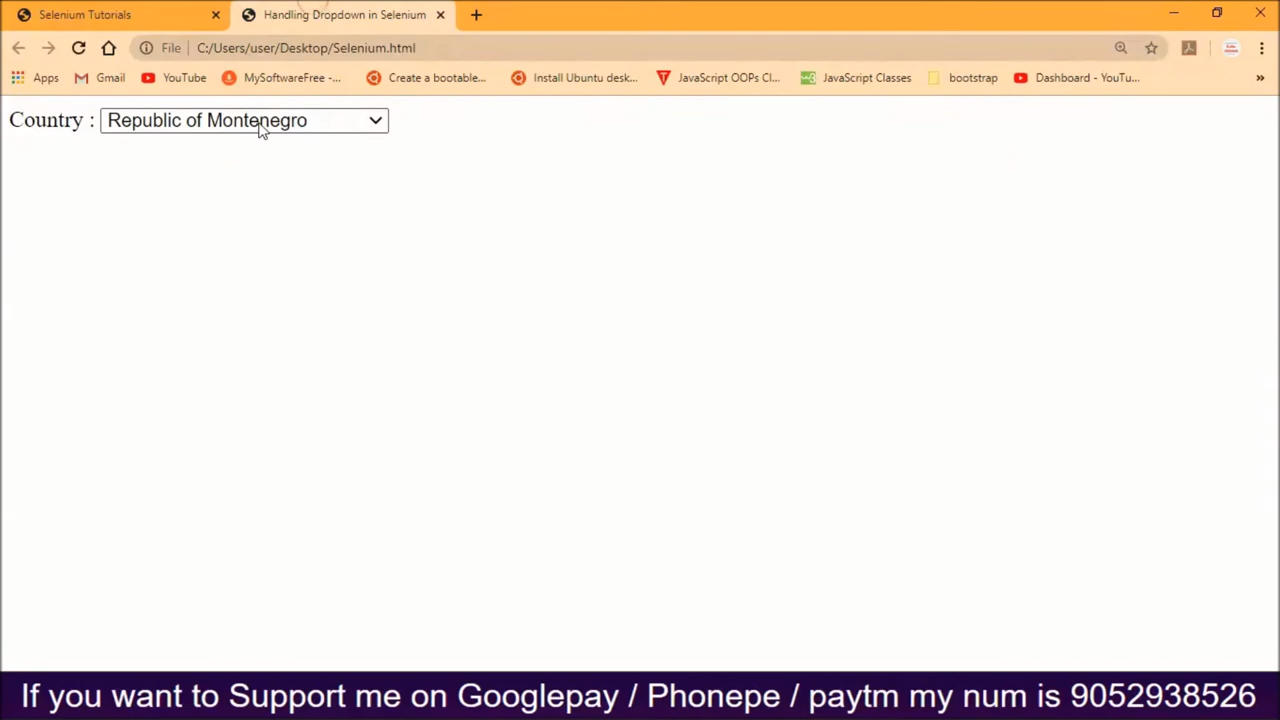 Selenium Tutorials
Handling Dropdown in Selenium
File C:/Users/user/Desktop/Selenium.html
Apps Gmail YouTube MySoftwareFree -... Create a bootable... Install Ubuntu desk... JavaScript OOPs Cl... JavaScript Classes bootstrap Dashboard - YouTu... »
Country : Republic of Montenegro
If you want to Support me on Googlepay / Phonepe / paytm my num is 9052938526